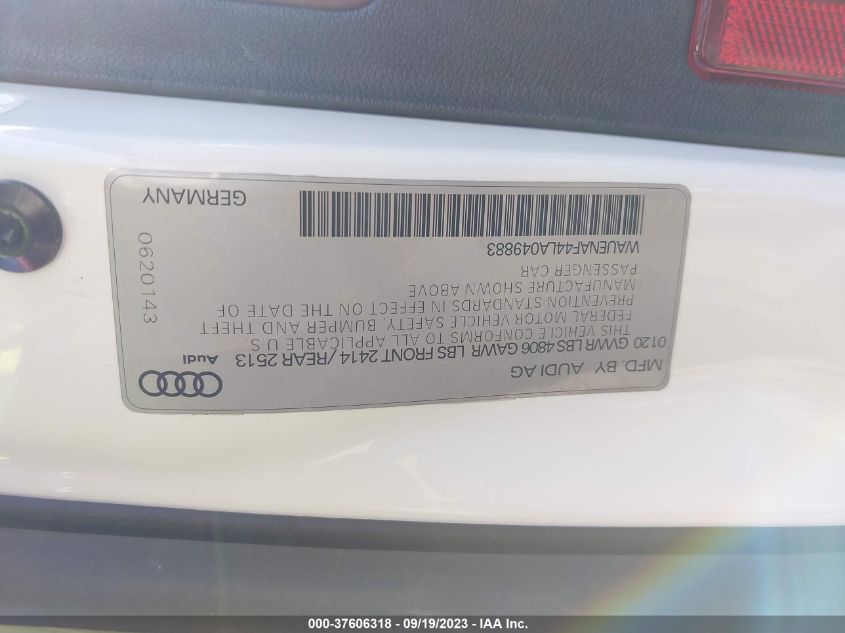 MFD. BY AUDI AG
Audi
0120 GWWR LBS 4806 GAWR LBS FRONT 2414/REAR 2513
THIS VEHICLE CONFORMS TO ALL APPLICABLE U.S.
FEDERAL MOTOR VEHICLE SAFETY, BUMPER AND THEFT
PREVENTION STANDARDS IN EFFECT ON THE DATE OF
MANUFACTURE SHOWN ABOVE
PASSENGER CAR
WAUENAF44LA049883
0620143
GERMANY
000-37606318 - 09/19/2023 - IAA Inc.